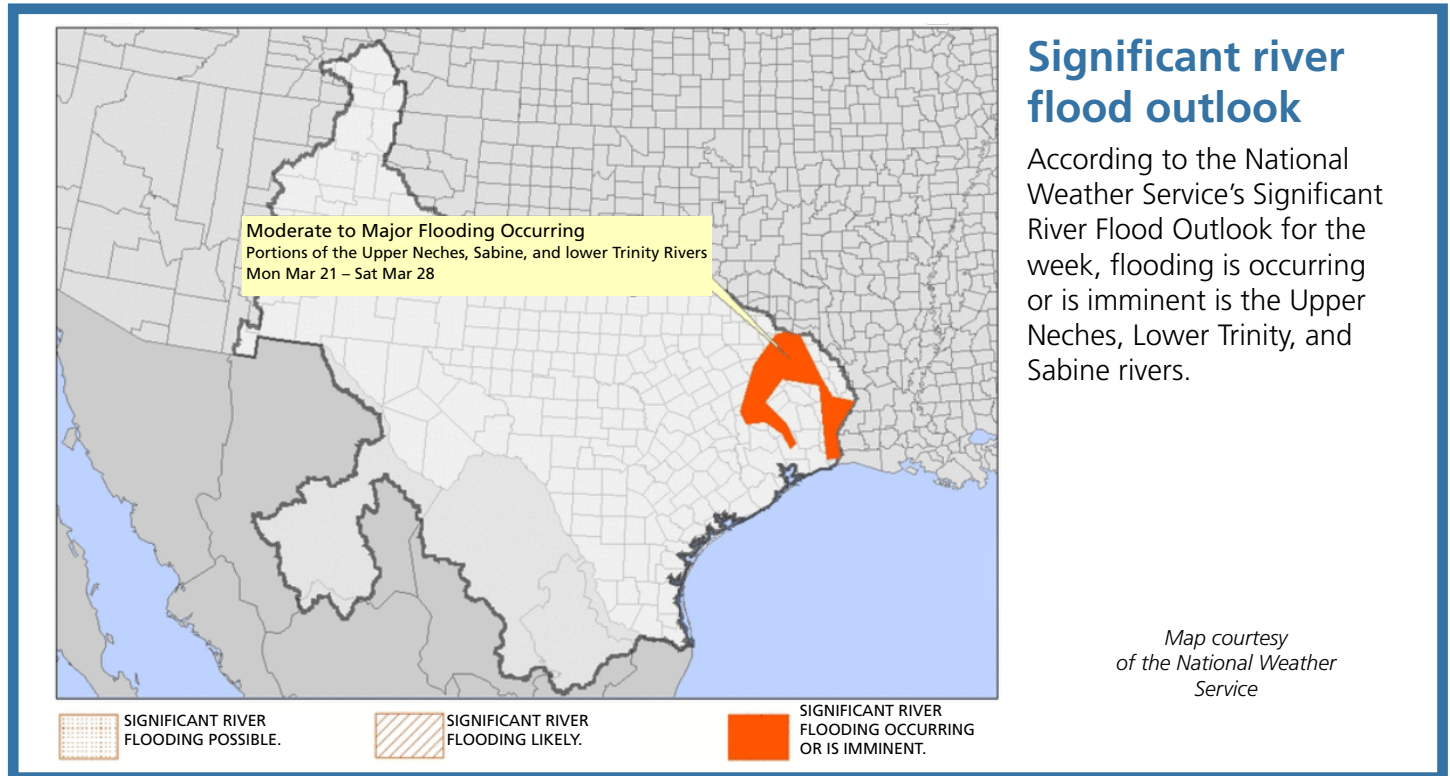 Significant river
flood outlook
According to the National
Weather Service’s Significant
River Flood Outlook for the
week, flooding is occurring
or is imminent is the Upper
Neches, Lower Trinity, and
Sabine rivers.
Map courtesy
of the National Weather
Service
Moderate to Major Flooding Occurring
Portions of the Upper Neches, Sabine, and lower Trinity Rivers
Mon Mar 21 – Sat Mar 28
SIGNIFICANT RIVER
FLOODING POSSIBLE.
SIGNIFICANT RIVER
FLOODING LIKELY.
SIGNIFICANT RIVER
FLOODING OCCURRING
OR IS IMMINENT.